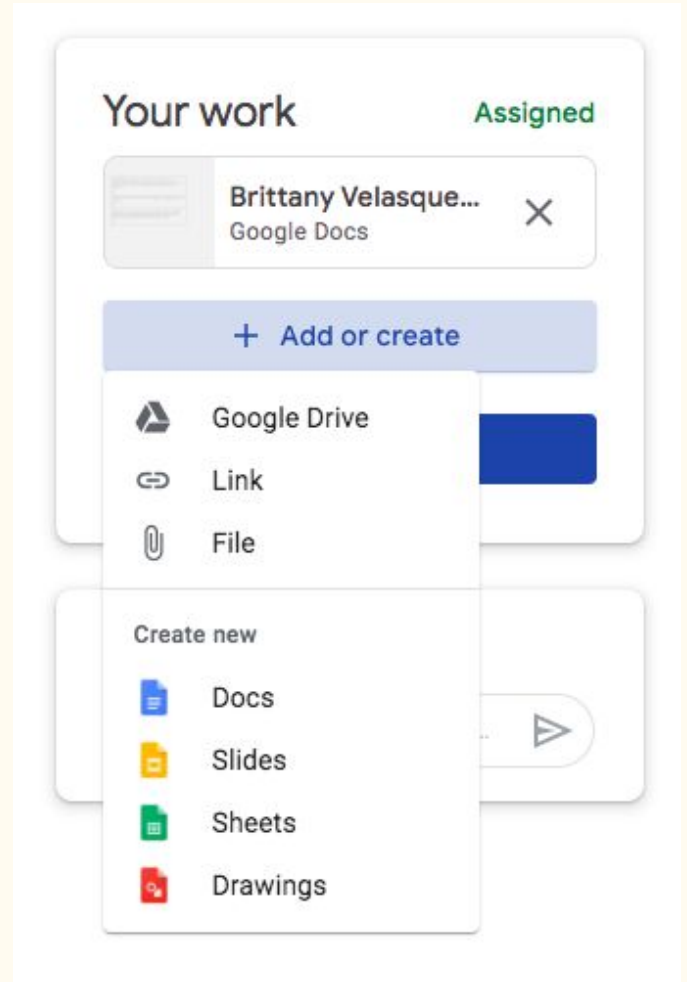 Your work
Assigned
Brittany Velasque...
Google Docs
+ Add or create
Google Drive
Link
File
Create new
Docs
Slides
Sheets
Drawings